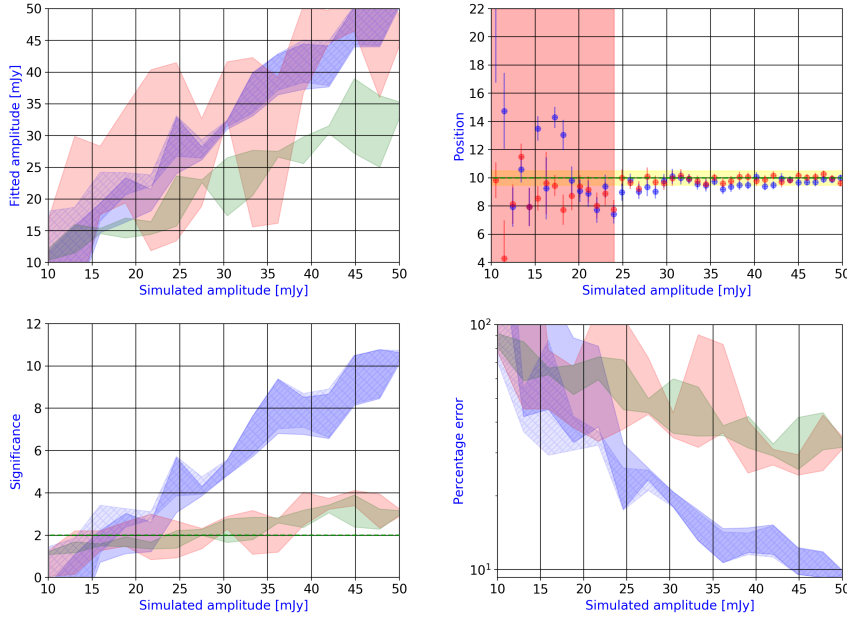 50
45
40
35
30
25
20
15
10
Fitted amplitude [mJy]
10 15 20 25 30 35 40 45 50
Simulated amplitude [mJy]
22
20
18
16
14
12
10
8
6
4
Position
10 15 20 25 30 35 40 45 50
Simulated amplitude [mJy]
12
10
8
6
4
2
0
Significance
10 15 20 25 30 35 40 45 50
Simulated amplitude [mJy]
10²
10¹
Percentage error
10 15 20 25 30 35 40 45 50
Simulated amplitude [mJy]